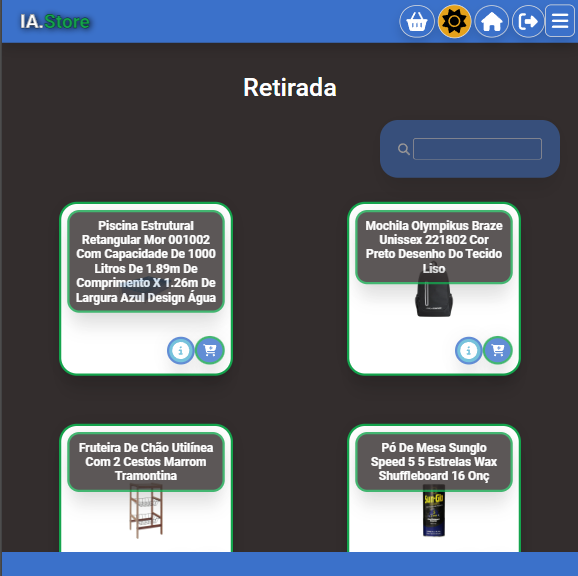 IA.Store
Retirada
Piscina Estrutural
Retangular Mor 001002
Com Capacidade De 1000
Litros De 1.89m De
Comprimento X 1.26m De
Largura Azul Design Água
Mochila Olympikus Braze
Unissex 221802 Cor
Preto Desenho Do Tecido
Liso
Fruteira De Chão Utilínea
Com 2 Cestos Marrom
Tramontina
Pó De Mesa Sunglo
Speed 5 5 Estrelas Wax
Shuffleboard 16 Onç
Sun-Glo